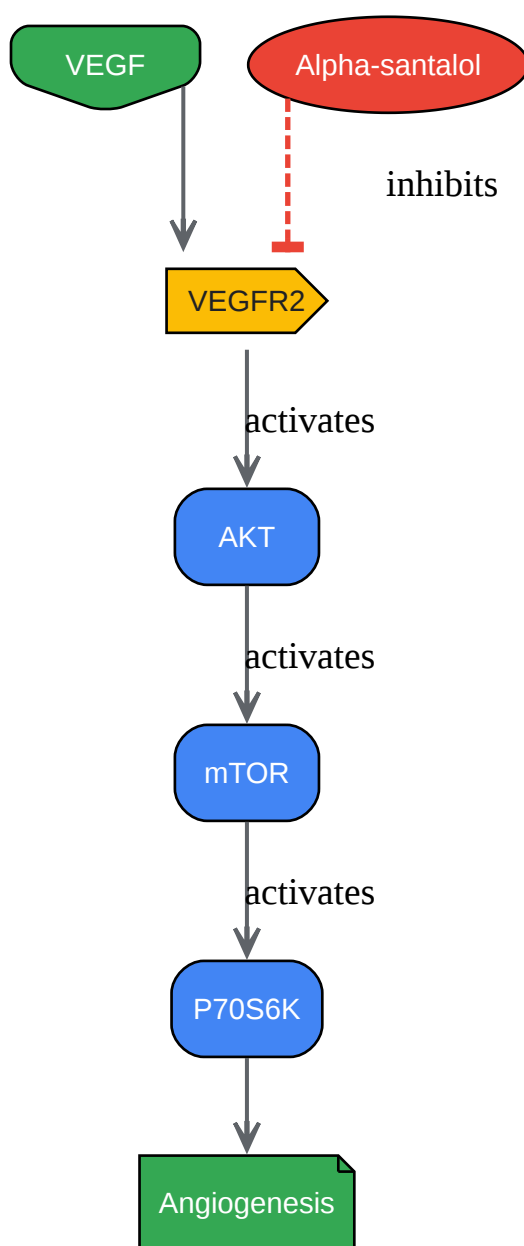 VEGF
Alpha-santalol
inhibits
VEGFR2
activates
AKT
activates
mTOR
activates
P70S6K
Angiogenesis